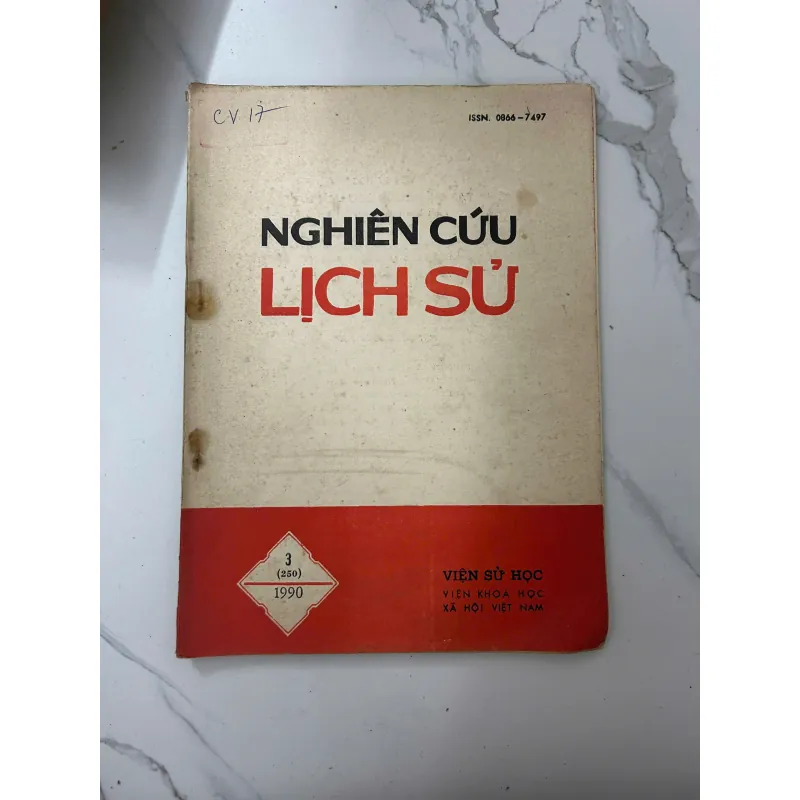 CV 17
ISSN. 0866-7497
NGHIÊN CỨU
LỊCH SỬ
3
(250)
1990
VIỆN SỬ HỌC
VIỆN KHOA HỌC
XÃ HỘI VIỆT NAM